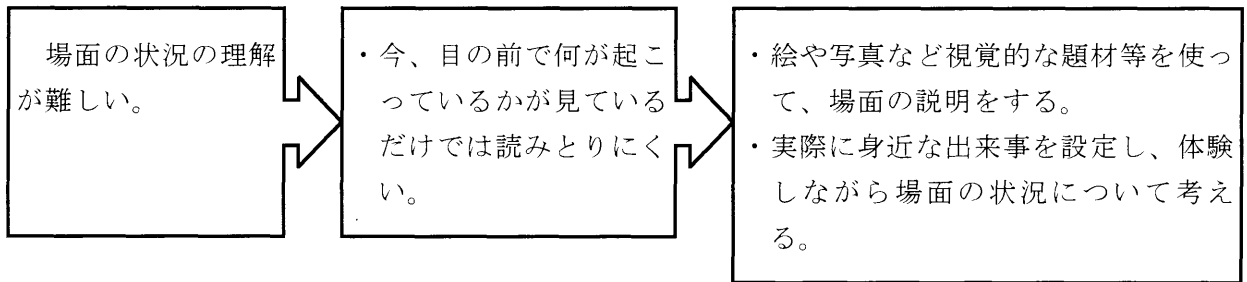 場面の状況の理解
が難しい。
・今、目の前で何が起こ
っているかが見ている
だけでは読みとりにく
い。
・絵や写真など視覚的な題材等を使っ
て、場面の説明をする。
・実際に身近な出来事を設定し、体験
しながら場面の状況について考え
る。